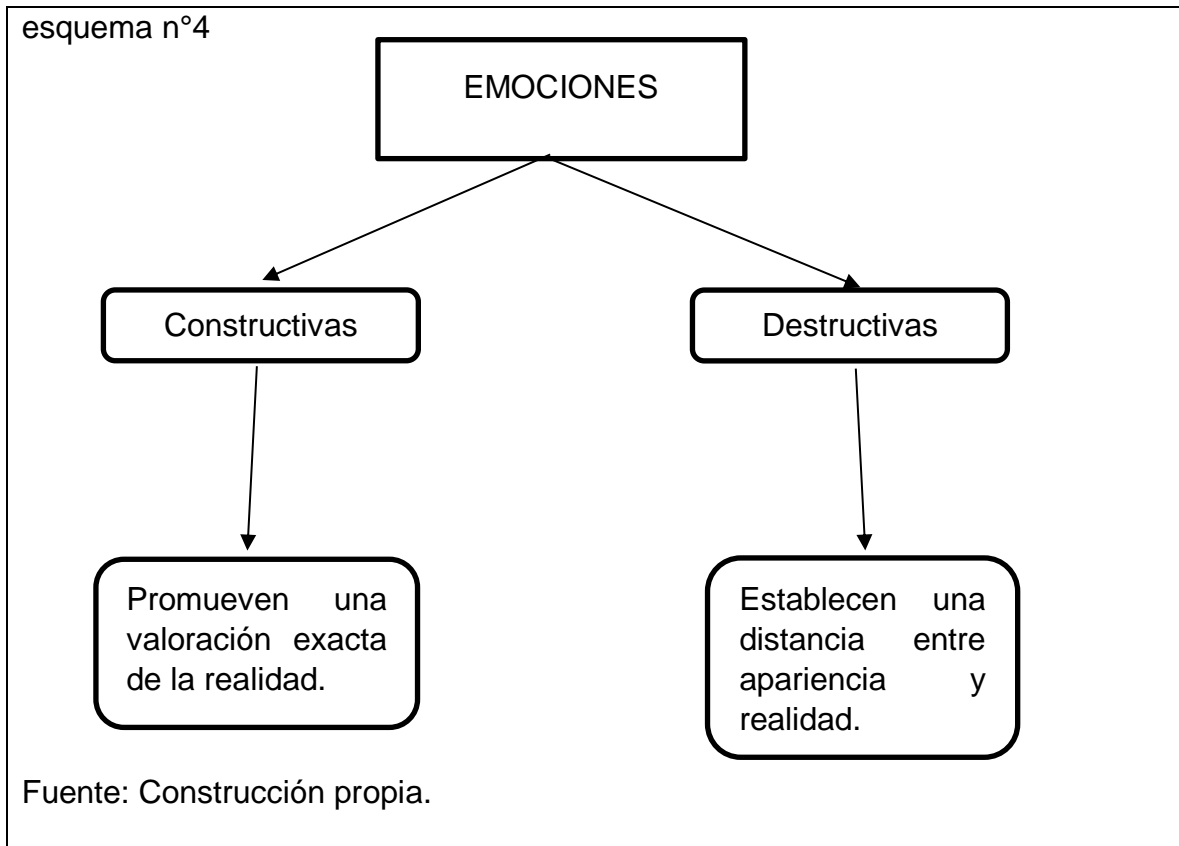 esquema n°4
EMOCIONES
Constructivas
Destructivas
Promueven una
valoración exacta
de la realidad.
Establecen una
distancia entre
apariencia y
realidad.
Fuente: Construcción propia.